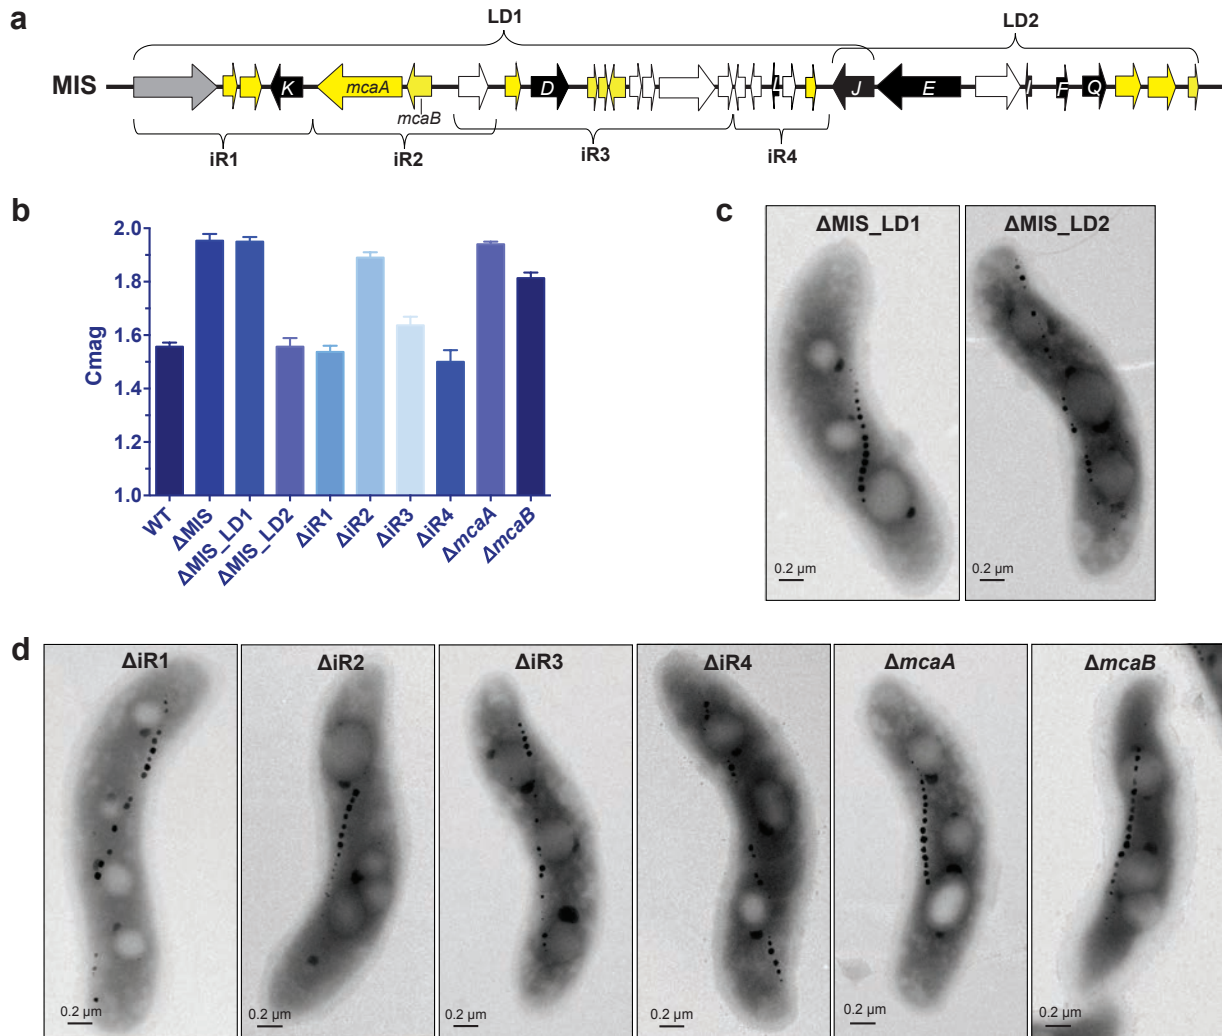 a
LD1
LD2
MIS
K
mcaA
mcaB
D
L
J
E
I
F
Q
iR1
iR2
iR3
iR4
b
Cmag
2.0
1.8
1.6
1.4
1.2
1.0
WT
ΔMIS
ΔMIS_LD1
ΔMIS_LD2
ΔiR1
ΔiR2
ΔiR3
ΔiR4
ΔmcaA
ΔmcaB
c
ΔMIS_LD1
ΔMIS_LD2
0.2 µm
0.2 µm
d
ΔiR1
ΔiR2
ΔiR3
ΔiR4
ΔmcaA
ΔmcaB
0.2 µm
0.2 µm
0.2 µm
0.2 µm
0.2 µm
0.2 µm